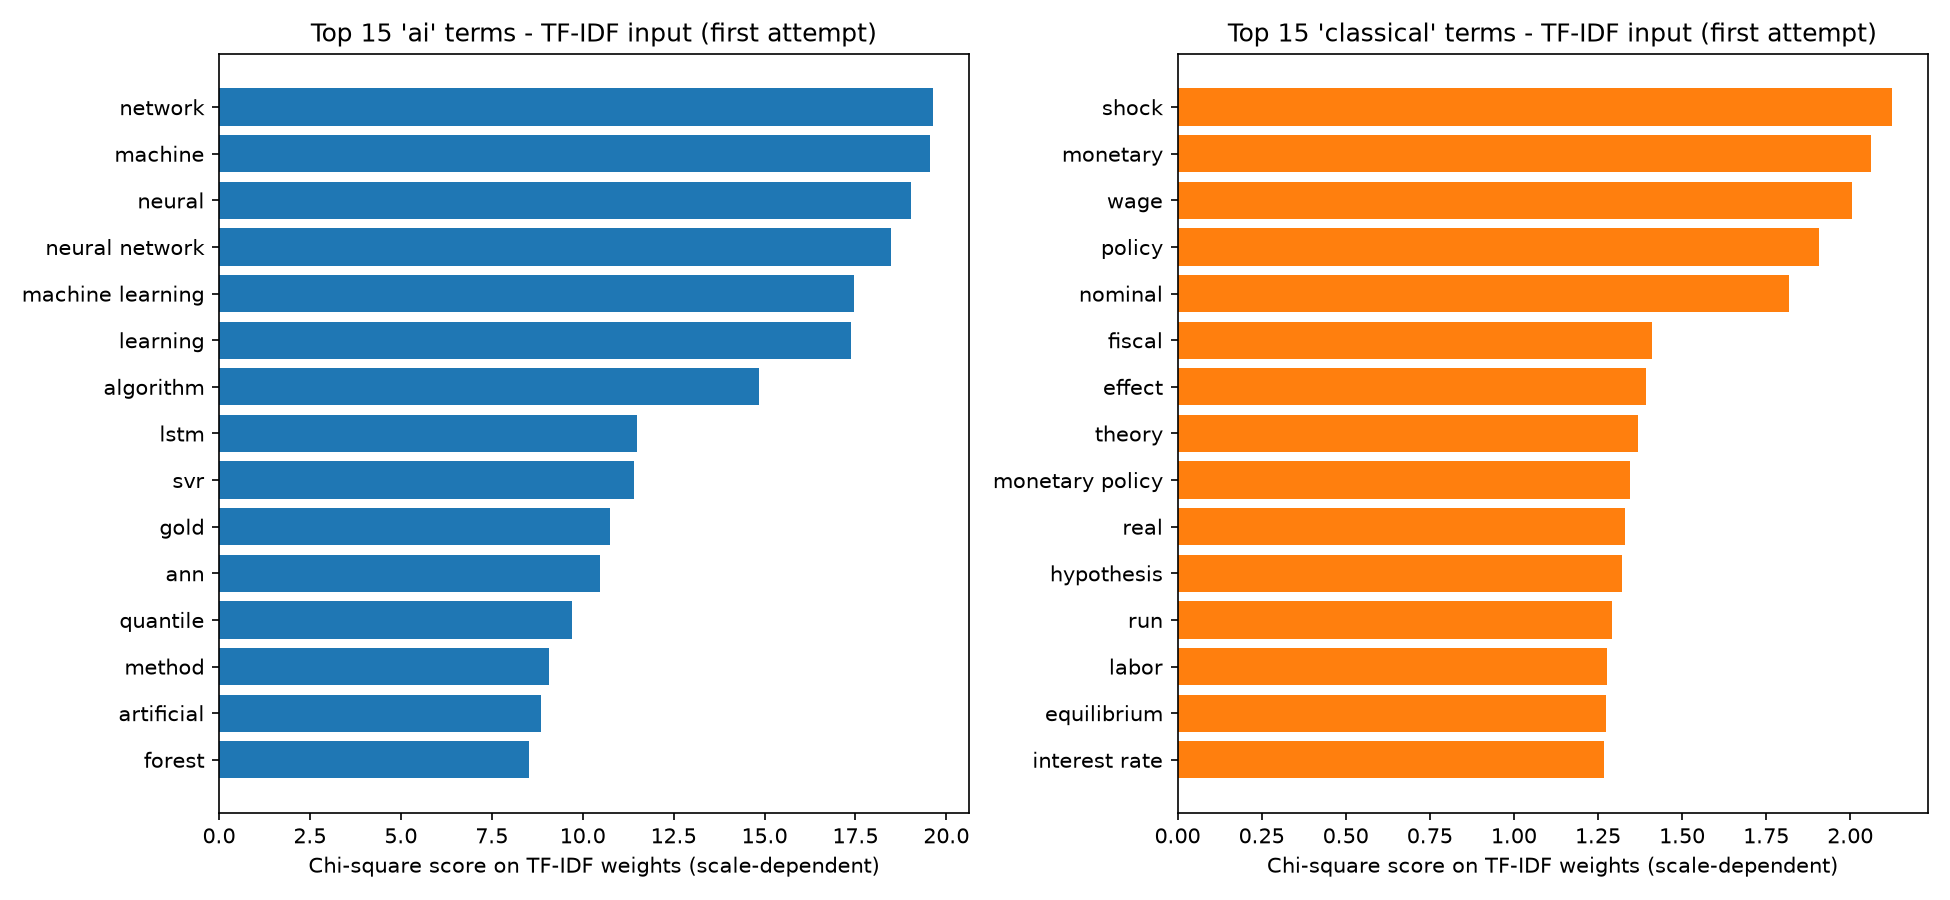 Top 15 'ai' terms - TF-IDF input (first attempt)
network
machine
neural
neural network
machine learning
learning
algorithm
lstm
svr
gold
ann
quantile
method
artificial
forest
0.0 2.5 5.0 7.5 10.0 12.5 15.0 17.5 20.0
Chi-square score on TF-IDF weights (scale-dependent)
Top 15 'classical' terms - TF-IDF input (first attempt)
shock
monetary
wage
policy
nominal
fiscal
effect
theory
monetary policy
real
hypothesis
run
labor
equilibrium
interest rate
0.00 0.25 0.50 0.75 1.00 1.25 1.50 1.75 2.00
Chi-square score on TF-IDF weights (scale-dependent)